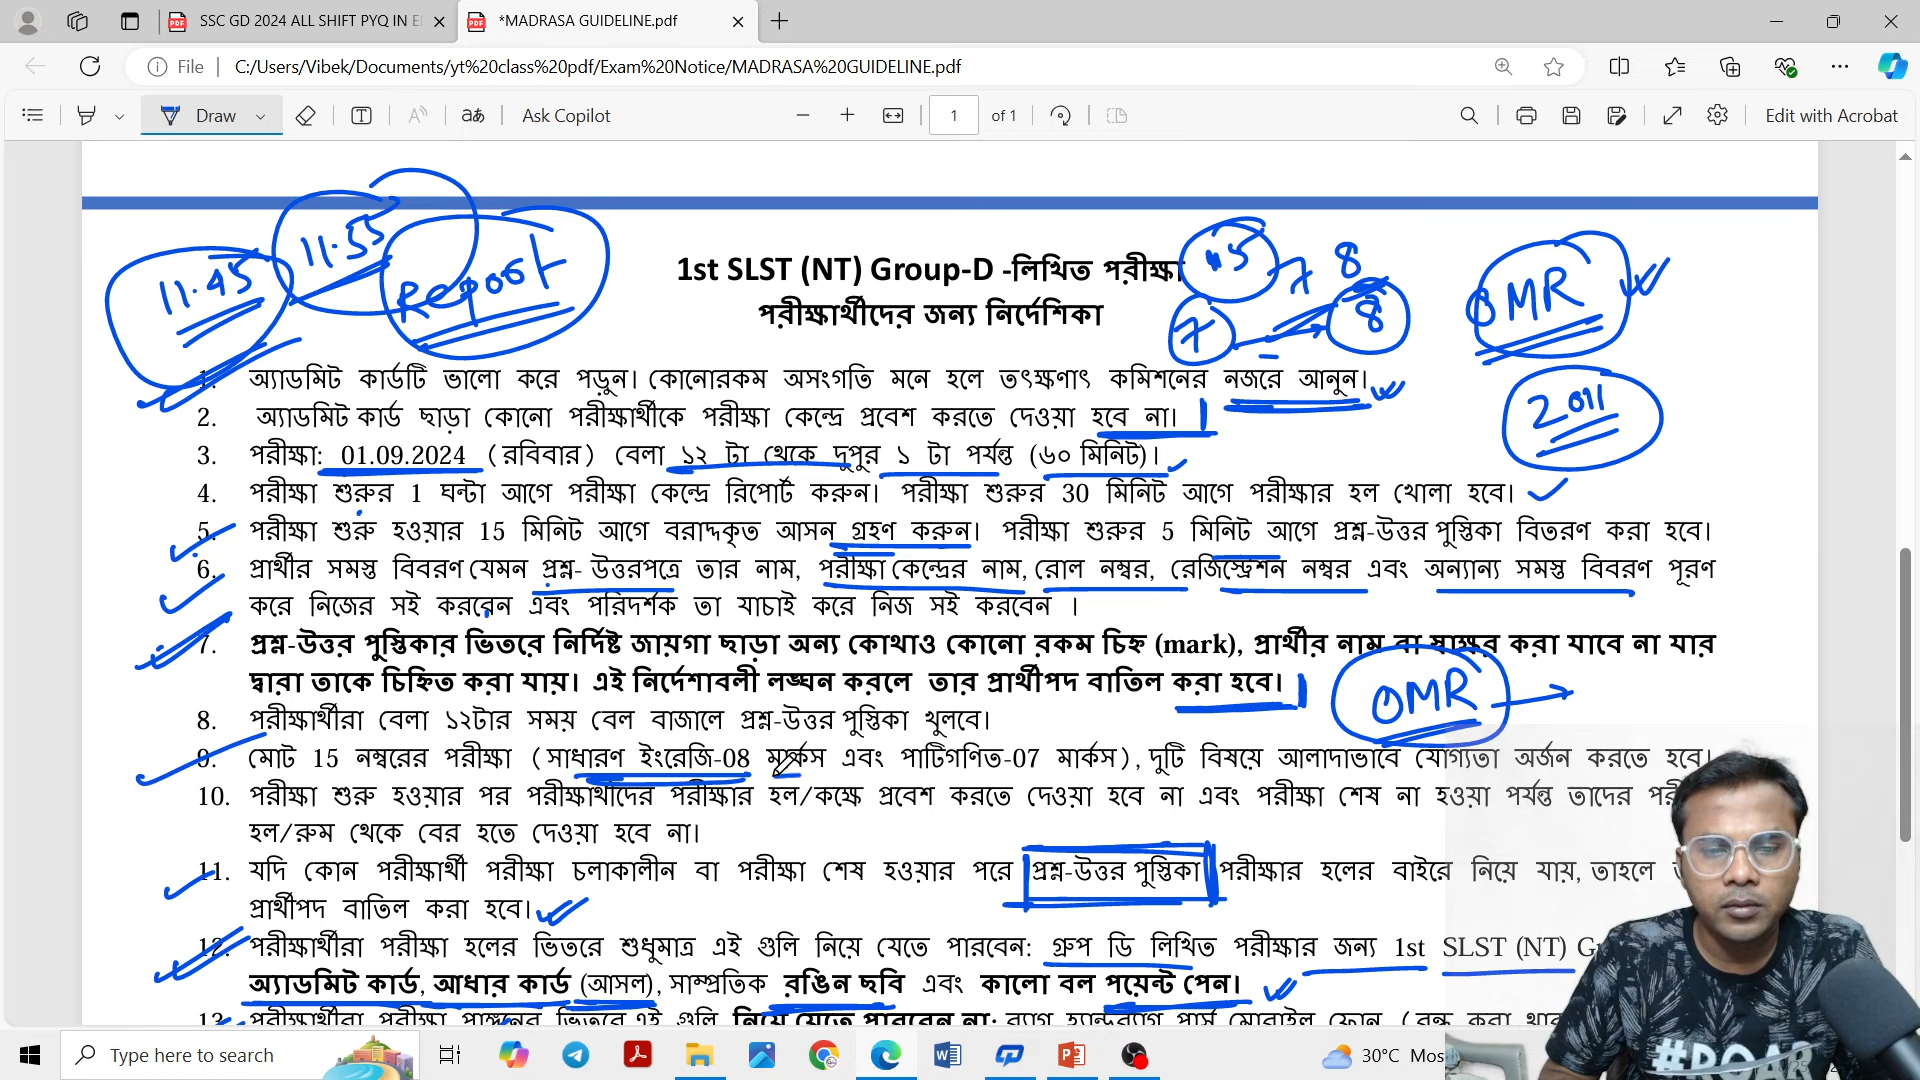 SSC GD 2024 ALL SHIFT PYQ IN E
*MADRASA GUIDELINE.pdf
File
C:/Users/Vibek/Documents/yt%20class%20pdf/Exam%20Notice/MADRASA%20GUIDELINE.pdf
Draw
Ask Copilot
1 of 1
Edit with Acrobat
11.45
11.55
Report
1st SLST (NT) Group-D -লিখিত পরীক্ষা
পরীক্ষার্থীদের জন্য নির্দেশিকা
45
7 8
7
8
OMR
2011
1. অ্যাডমিট কার্ডটি ভালো করে পড়ুন। কোনোরকম অসংগতি মনে হলে তৎক্ষণাৎ কমিশনের নজরে আনুন।
2. অ্যাডমিট কার্ড ছাড়া কোনো পরীক্ষার্থীকে পরীক্ষা কেন্দ্রে প্রবেশ করতে দেওয়া হবে না।
3. পরীক্ষা: 01.09.2024 (রবিবার) বেলা ১২ টা থেকে দুপুর ১ টা পর্যন্ত (৬০ মিনিট)।
4. পরীক্ষা শুরুর 1 ঘন্টা আগে পরীক্ষা কেন্দ্রে রিপোর্ট করুন। পরীক্ষা শুরুর 30 মিনিট আগে পরীক্ষার হল খোলা হবে।
5. পরীক্ষা শুরু হওয়ার 15 মিনিট আগে বরাদ্দকৃত আসন গ্রহণ করুন। পরীক্ষা শুরুর 5 মিনিট আগে প্রশ্ন-উত্তর পুস্তিকা বিতরণ করা হবে।
6. প্রার্থীর সমস্ত বিবরণ যেমন প্রশ্ন- উত্তরপত্রে তার নাম, পরীক্ষা কেন্দ্রের নাম, রোল নম্বর, রেজিস্ট্রেশন নম্বর এবং অন্যান্য সমস্ত বিবরণ পূরণ
করে নিজের সই করবেন এবং পরিদর্শক তা যাচাই করে নিজ সই করবেন ।
7. প্রশ্ন-উত্তর পুস্তিকার ভিতরে নির্দিষ্ট জায়গা ছাড়া অন্য কোথাও কোনো রকম চিহ্ন (mark), প্রার্থীর নাম বা স্বাক্ষর করা যাবে না যার
দ্বারা তাকে চিহ্নিত করা যায়। এই নির্দেশাবলী লঙ্ঘন করলে তার প্রার্থীপদ বাতিল করা হবে।
OMR
8. পরীক্ষার্থীরা বেলা ১২টার সময় বেল বাজালে প্রশ্ন-উত্তর পুস্তিকা খুলবে।
9. মোট 15 নম্বরের পরীক্ষা (সাধারণ ইংরেজি-08 মার্কস এবং পাটিগণিত-07 মার্কস), দুটি বিষয়ে আলাদাভাবে যোগ্যতা অর্জন করতে হবে।
10. পরীক্ষা শুরু হওয়ার পর পরীক্ষার্থীদের পরীক্ষার হল/কক্ষে প্রবেশ করতে দেওয়া হবে না এবং পরীক্ষা শেষ না হওয়া পর্যন্ত তাদের
হল/রুম থেকে বের হতে দেওয়া হবে না।
11. যদি কোন পরীক্ষার্থী পরীক্ষা চলাকালীন বা পরীক্ষা শেষ হওয়ার পরে প্রশ্ন-উত্তর পুস্তিকা পরীক্ষার হলের বাইরে নিয়ে যায়, তাহলে
প্রার্থীপদ বাতিল করা হবে।
12. পরীক্ষার্থীরা পরীক্ষা হলের ভিতরে শুধুমাত্র এই গুলি নিয়ে যেতে পারবেন: গ্রুপ ডি লিখিত পরীক্ষার জন্য 1st SLST (NT)
অ্যাডমিট কার্ড, আধার কার্ড (আসল), সাম্প্রতিক রঙিন ছবি এবং কালো বল পয়েন্ট পেন।
13. পরীক্ষার্থীরা পরীক্ষা প্রাঙ্গনের ভিতরে এই গুলি নিয়ে যেতে পারবেন না: ব্যাগ হ্যান্ডব্যাগ পার্স মোবাইল ফোন
Type here to search
30°C Mos
#ROAR